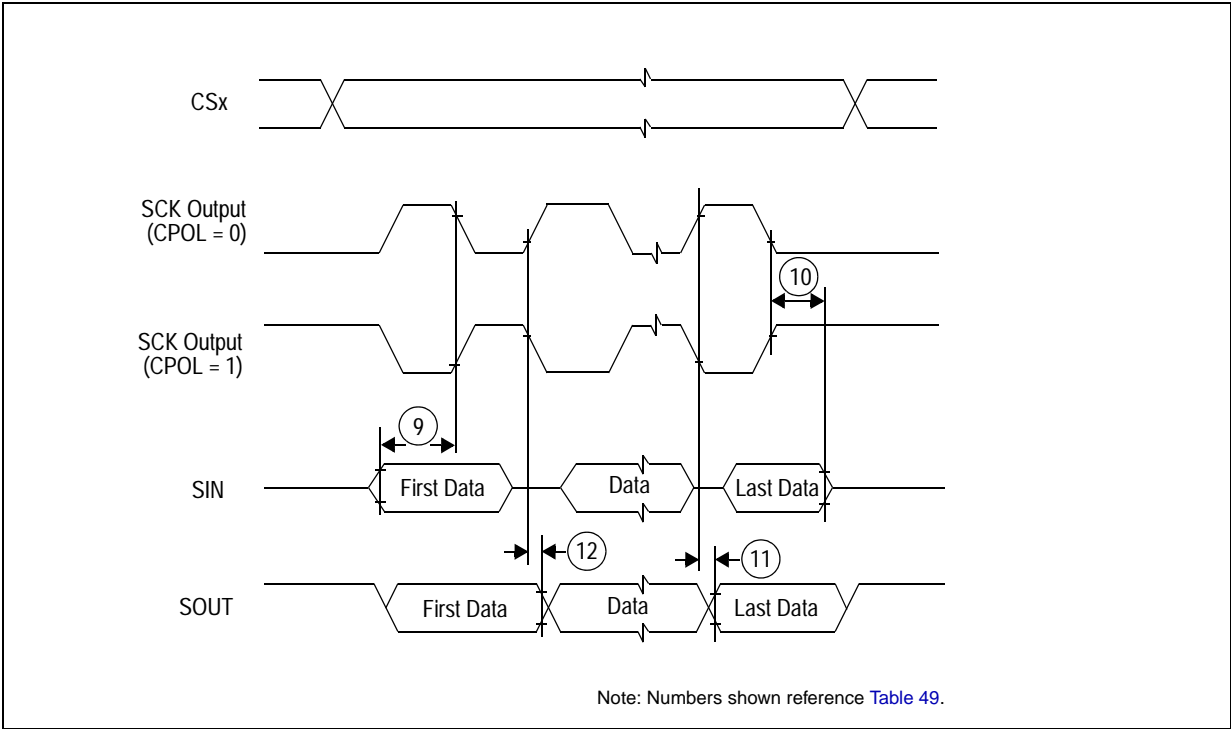 CSx
SCK Output
(CPOL = 0)
10
SCK Output
(CPOL = 1)
9
SIN
First Data
Data
Last Data
12
11
SOUT
First Data
Data
Last Data
Note: Numbers shown reference Table 49.